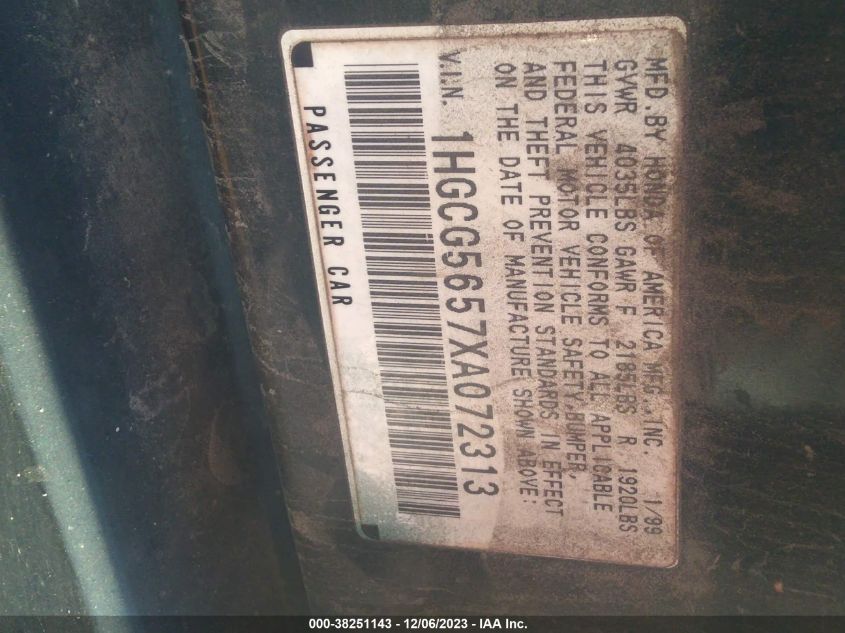 MFD.BY HONDA OF AMERICA MFG.,INC. 1/99
GVWR 4035LBS GAWR F 2185LBS R 1920LBS
THIS VEHICLE CONFORMS TO ALL APPLICABLE
FEDERAL MOTOR VEHICLE SAFETY,BUMPER,
AND THEFT PREVENTION STANDARDS IN EFFECT
ON THE DATE OF MANUFACTURE SHOWN ABOVE:
V.I.N. 1HGCG5657XA072313
PASSENGER CAR
000-38251143 - 12/06/2023 - IAA Inc.